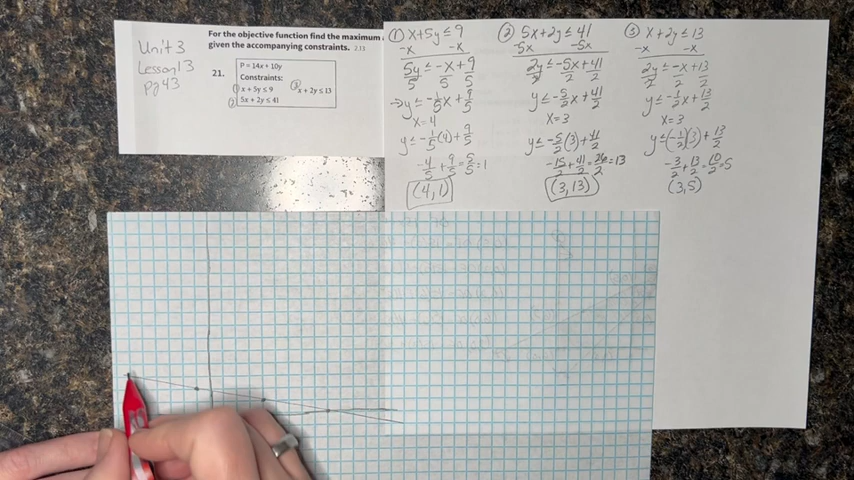 Unit 3
Lesson 13
pg 43
For the objective function find the maximum
given the accompanying constraints.
21.
P = 14x + 10y
Constraints:
① x + 5y ≤ 9
② 5x + 2y ≤ 41
③ x + 2y ≤ 13
① x+5y ≤ 9
-x -x
5y/5 ≤ -x/5 + 9/5
→ y ≤ -1/5x + 9/5
x=4
y ≤ -1/5(4) + 9/5
-4/5 + 9/5 = 5/5 = 1
(4,1)
② 5x+2y ≤ 41
-5x -5x
2y/2 ≤ -5x/2 + 41/2
y ≤ -5/2x + 41/2
x=3
y ≤ -5/2(3) + 41/2
-15/2 + 41/2 = 26/2 = 13
(3,13)
③ x+2y ≤ 13
-x -x
2y/2 ≤ -x/2 + 13/2
y ≤ -1/2x + 13/2
x=3
y ≤ (-1/2)(3) + 13/2
-3/2 + 13/2 = 10/2 = 5
(3,5)